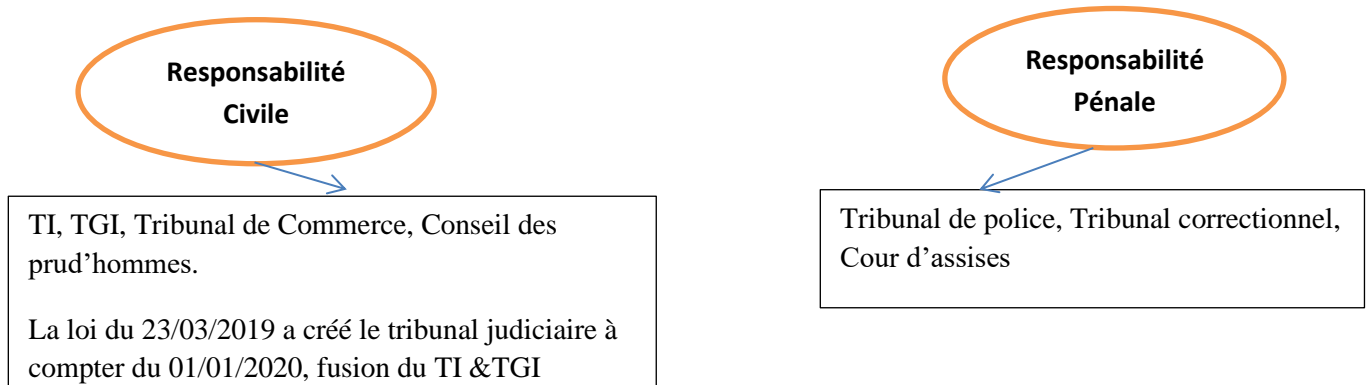 Responsabilité
Civile
Responsabilité
Pénale
TI, TGI, Tribunal de Commerce, Conseil des
prud’hommes.
La loi du 23/03/2019 a créé le tribunal judiciaire à
compter du 01/01/2020, fusion du TI &TGI
Tribunal de police, Tribunal correctionnel,
Cour d’assises